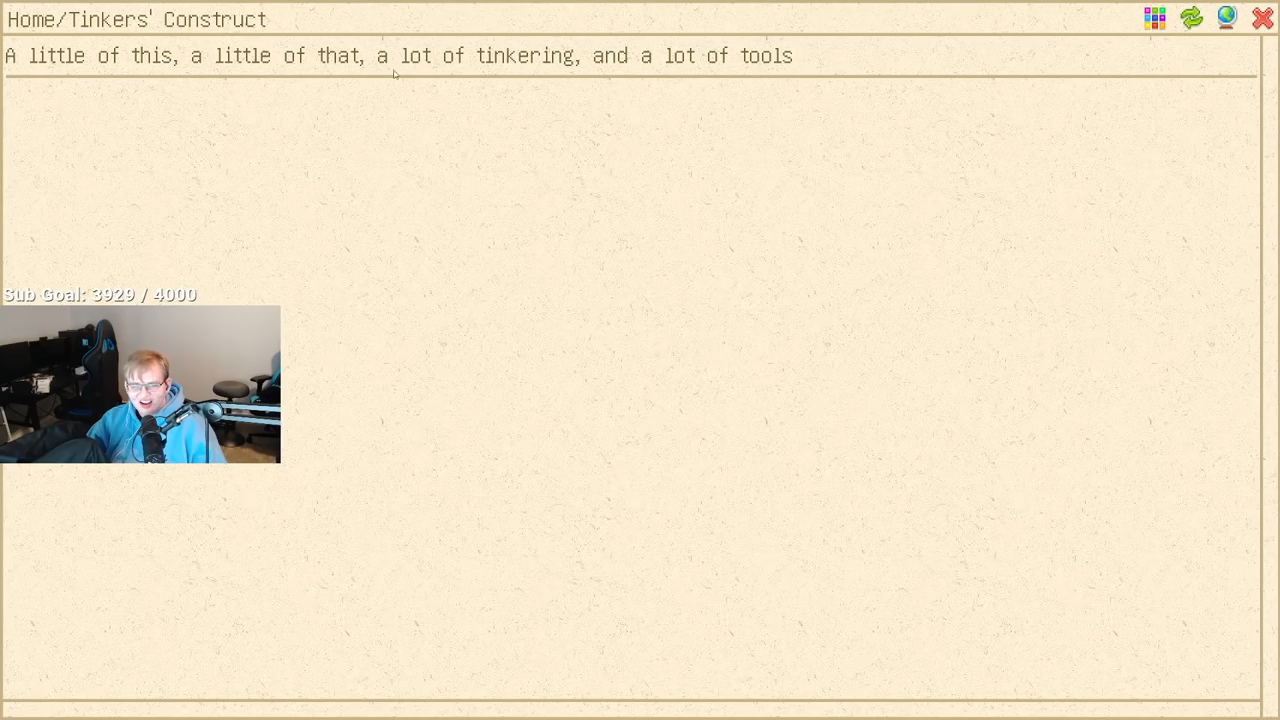 Home/Tinkers' Construct
A little of this, a little of that, a lot of tinkering, and a lot of tools
Sub Goal: 3929 / 4000